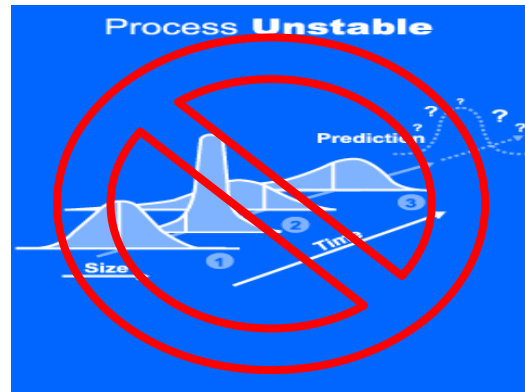 Process Unstable
? ? ? ? ?
Prediction
3
2
Time
1
Size